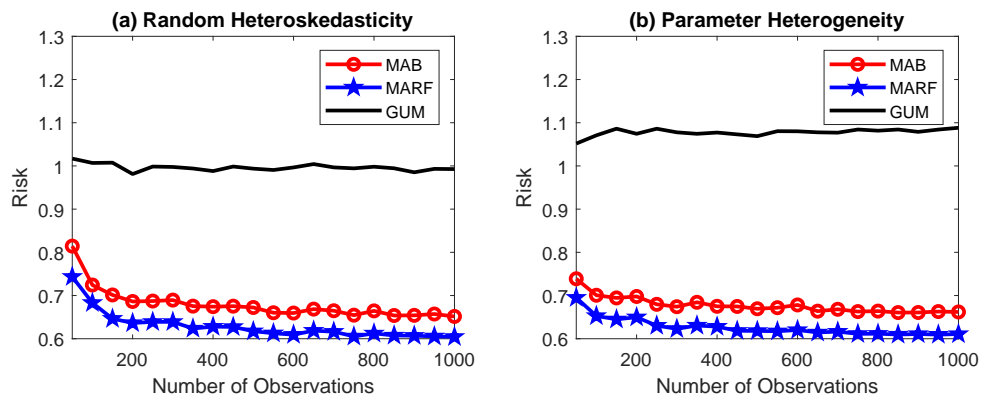 (a) Random Heteroskedasticity
1.3
1.2
1.1
1
0.9
0.8
0.7
0.6
Risk
200
400
600
800
1000
Number of Observations
MAB
MARF
GUM
(b) Parameter Heterogeneity
1.3
1.2
1.1
1
0.9
0.8
0.7
0.6
Risk
200
400
600
800
1000
Number of Observations
MAB
MARF
GUM